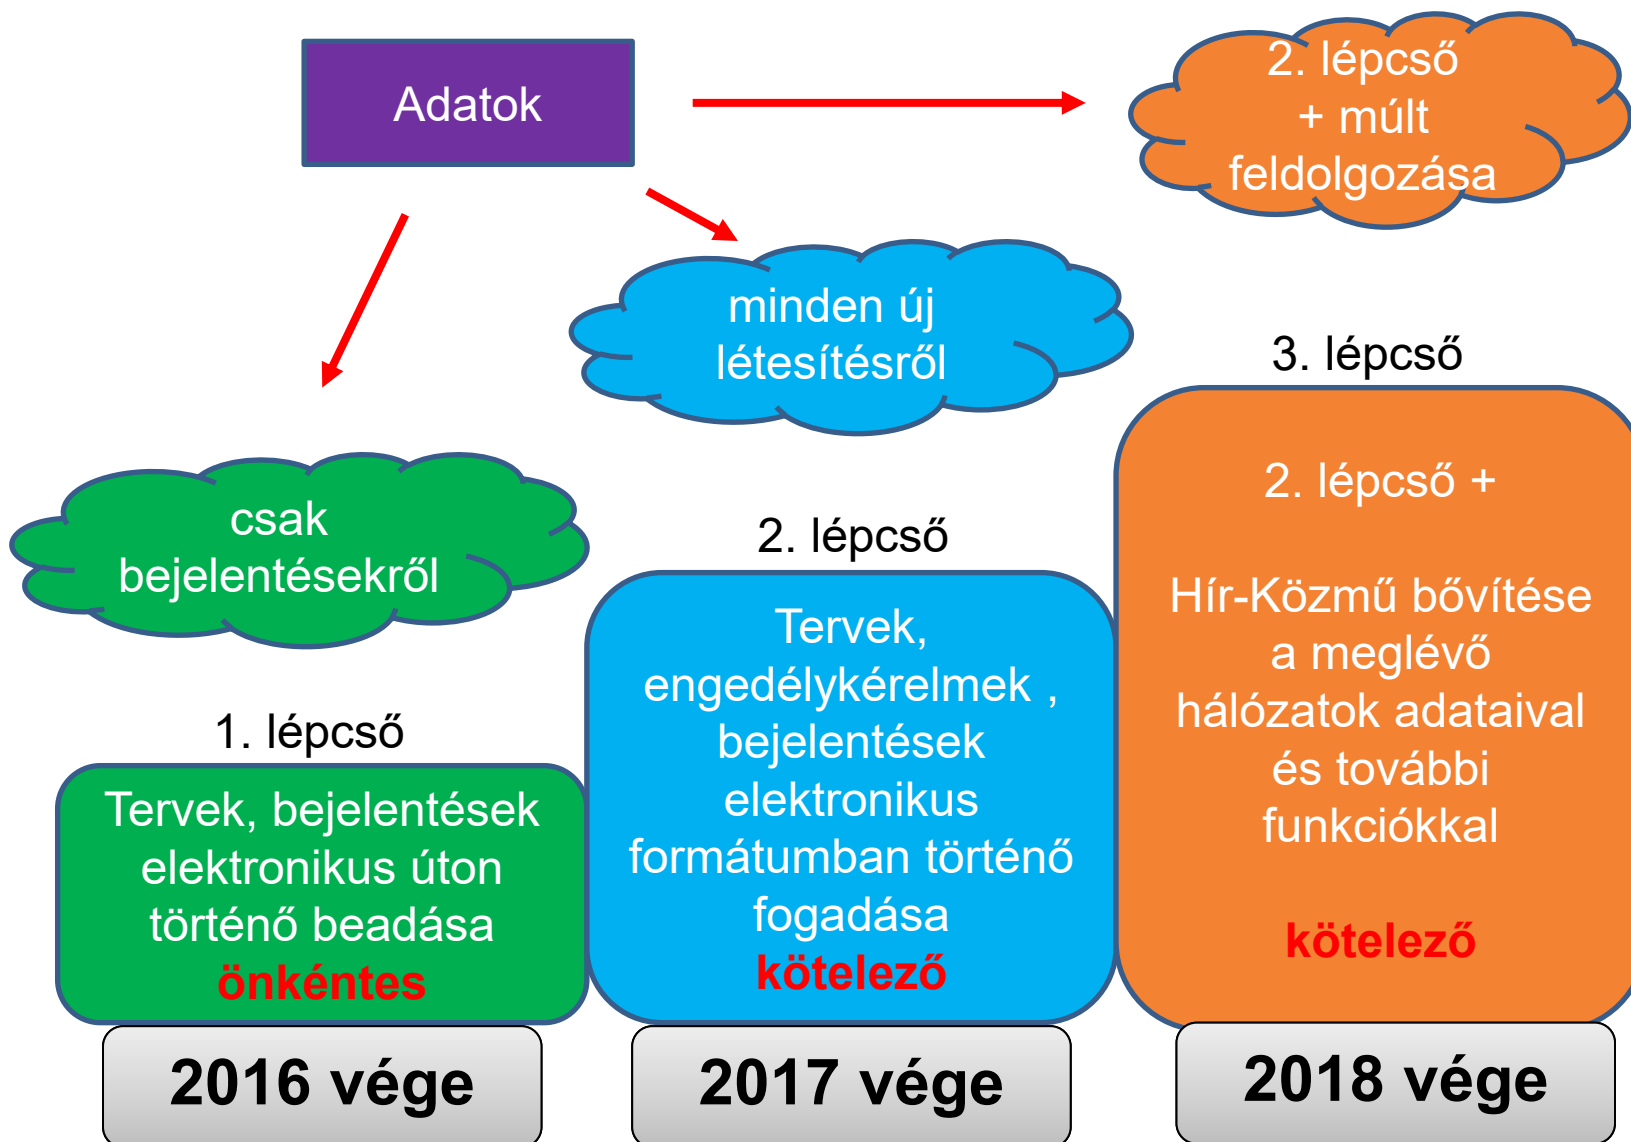 Adatok
2. lépcső
+ múlt
feldolgozása
minden új
létesítésről
csak
bejelentésekről
1. lépcső
Tervek, bejelentések
elektronikus úton
történő beadása
önkéntes
2016 vége
2. lépcső
Tervek,
engedélykérelmek ,
bejelentések
elektronikus
formátumban történő
fogadása
kötelező
2017 vége
3. lépcső
2. lépcső +
Hír-Közmű bővítése
a meglévő
hálózatok adataival
és további
funkciókkal
kötelező
2018 vége